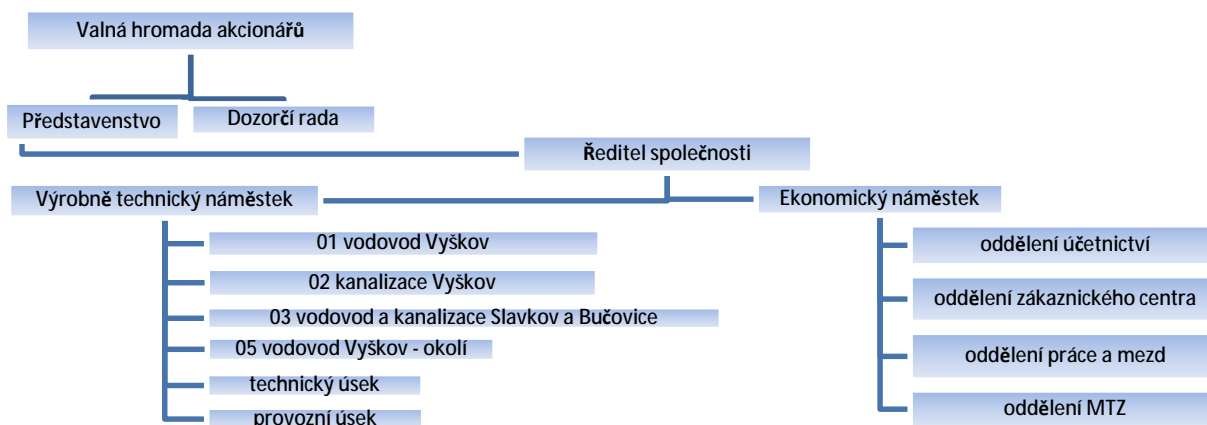 Valná hromada akcionářů
Představenstvo
Dozorčí rada
Ředitel společnosti
Výrobně technický náměstek
Ekonomický náměstek
01 vodovod Vyškov
02 kanalizace Vyškov
03 vodovod a kanalizace Slavkov a Bučovice
05 vodovod Vyškov - okolí
technický úsek
provozní úsek
oddělení účetnictví
oddělení zákaznického centra
oddělení práce a mezd
oddělení MTZ